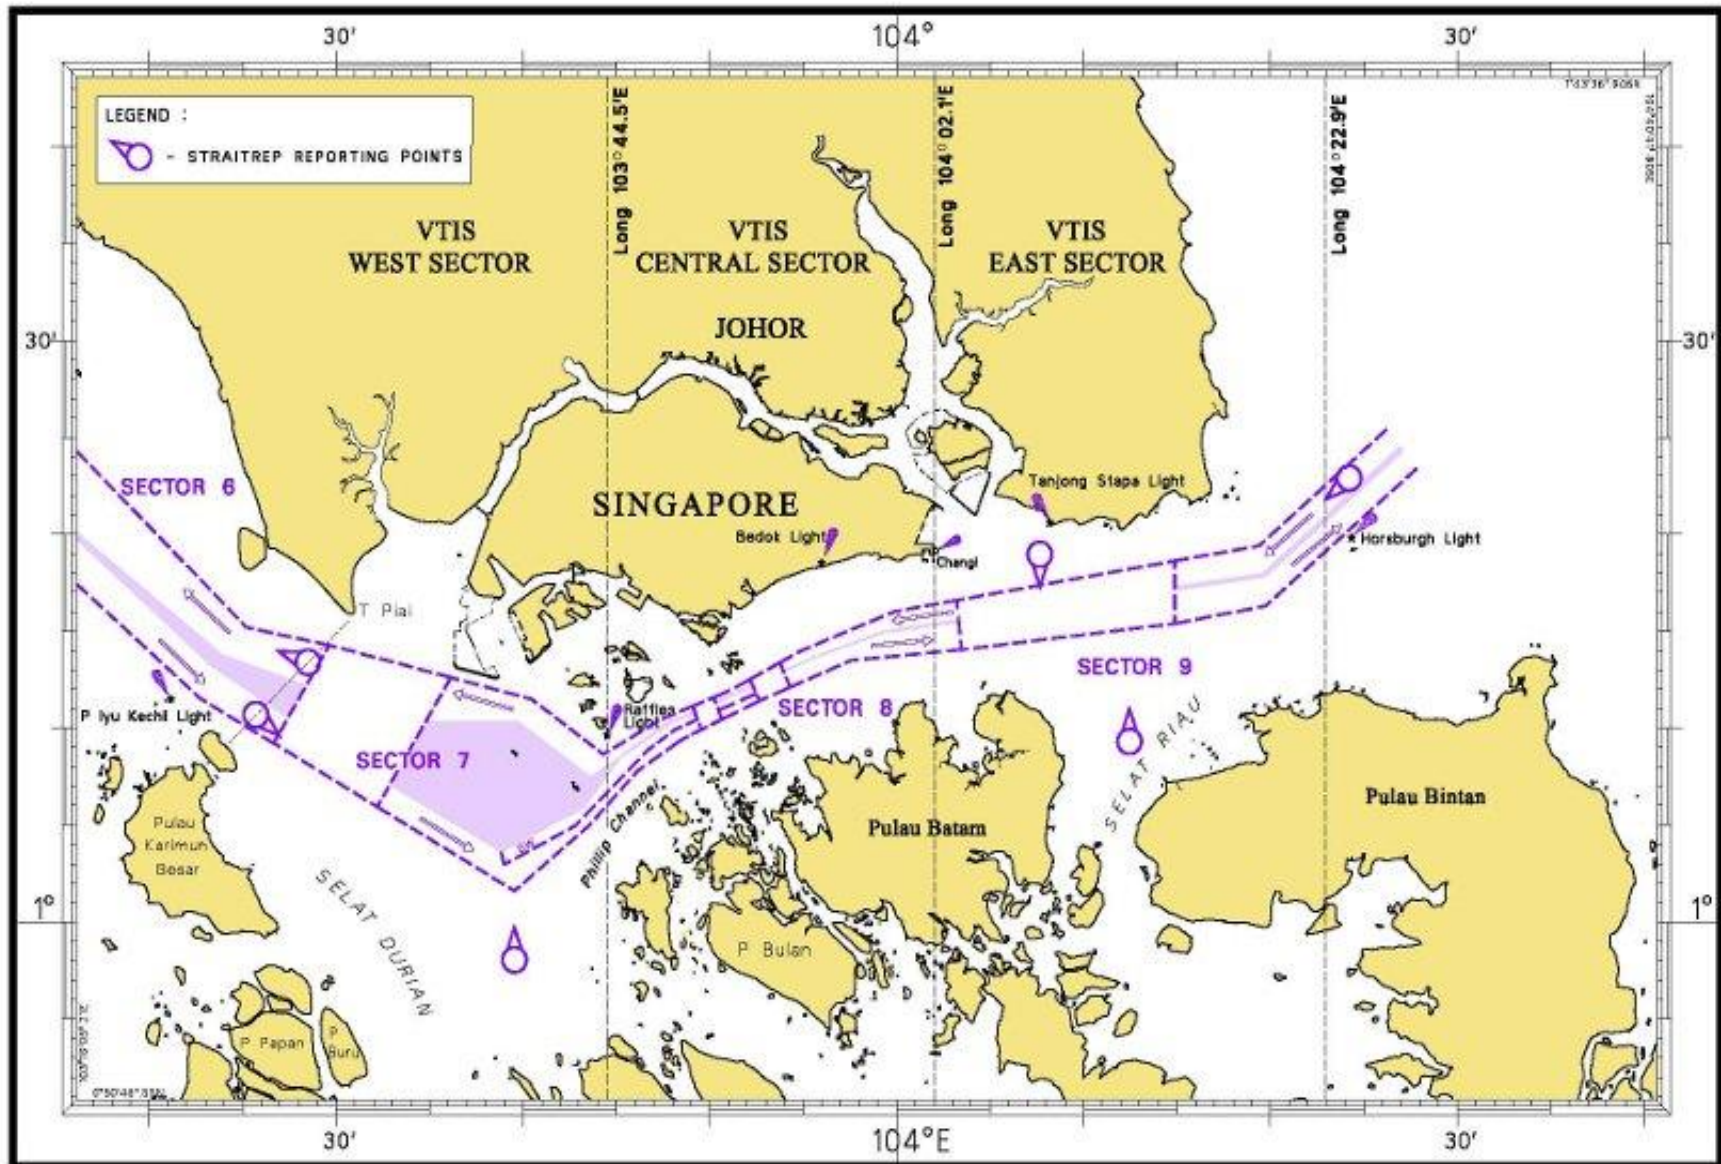 30'
104°
30'
LEGEND :
- STRAITREP REPORTING POINTS
Long 103°44.5'E
Long 104°02.1'E
Long 104°22.9'E
VTIS
WEST SECTOR
VTIS
CENTRAL SECTOR
VTIS
EAST SECTOR
JOHOR
30'
30'
SECTOR 6
SINGAPORE
Tanjong Stapa Light
Bedok Light
Changi
Horsburgh Light
T Piai
SECTOR 9
P Iyu Kechil Light
Raffles
Light
SECTOR 8
SECTOR 7
SELAT RIAU
Phillip Channel
Pulau Bintan
Pulau Batam
Pulau
Karimun
Besar
1°
1°
SELAT DURIAN
P Bulan
P Papan
P
Buru
30'
104°E
30'